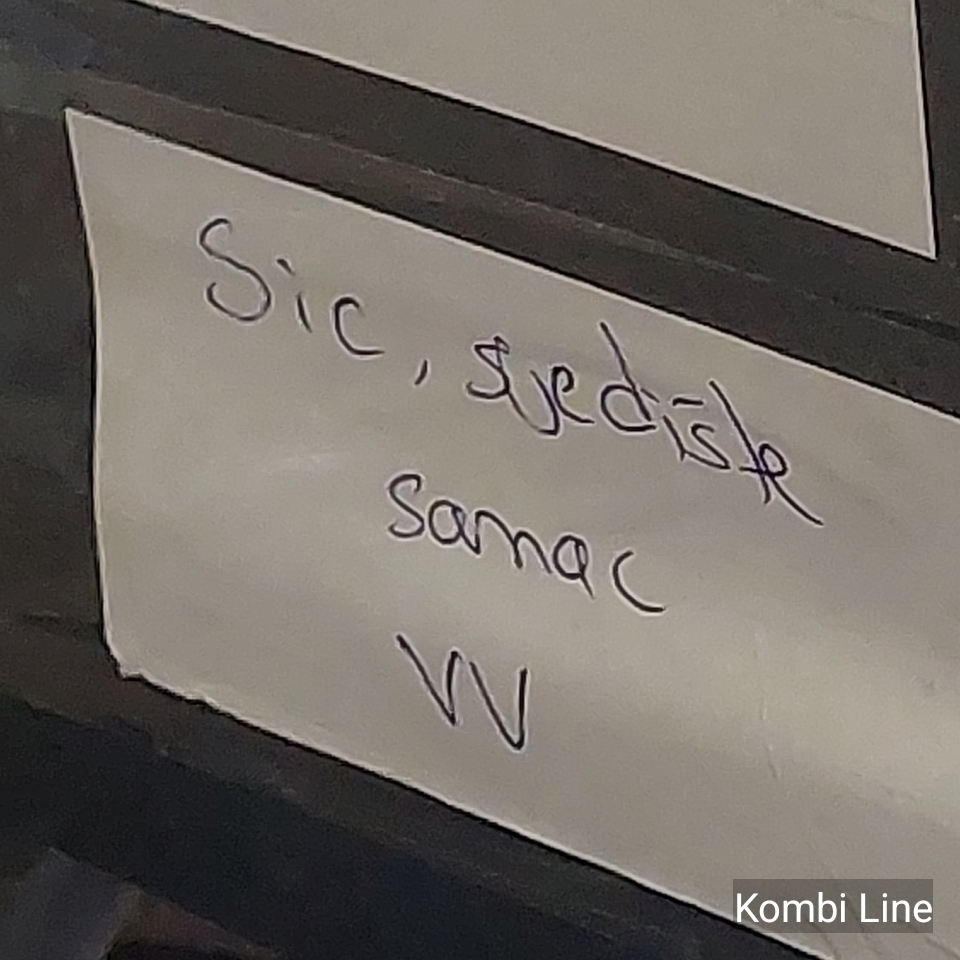 Sic, sjedište
samac
VV
Kombi Line